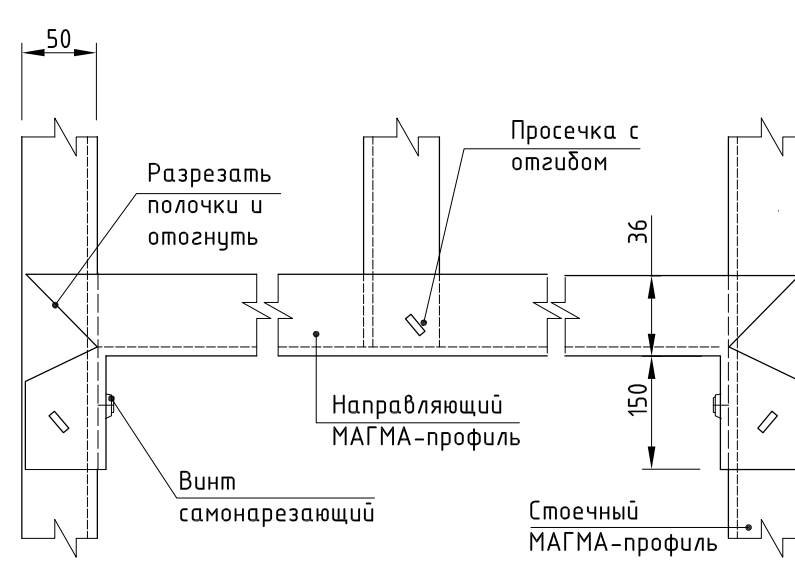 50
Просечка с
отгибом
Разрезать
полочки и
отогнуть
36
150
Направляющий
МАГМА-профиль
Винт
самонарезающий
Стоечный
МАГМА-профиль